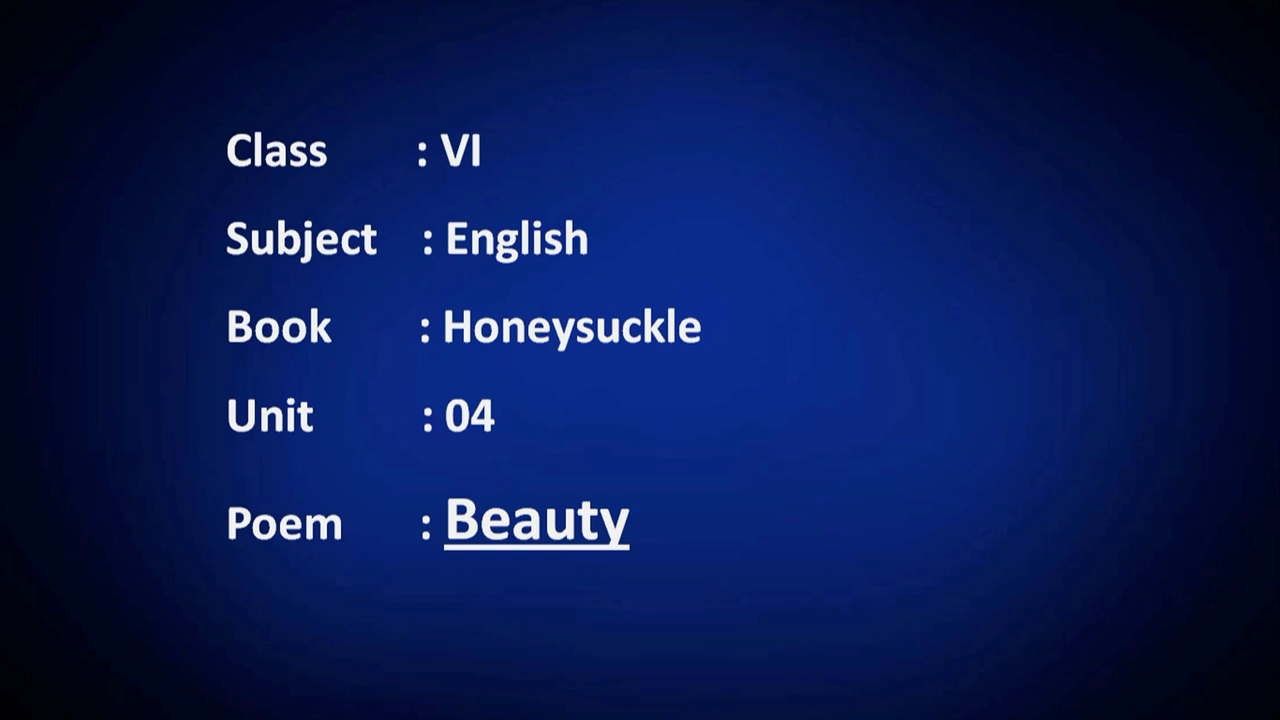 Class : VI
Subject : English
Book : Honeysuckle
Unit : 04
Poem : Beauty